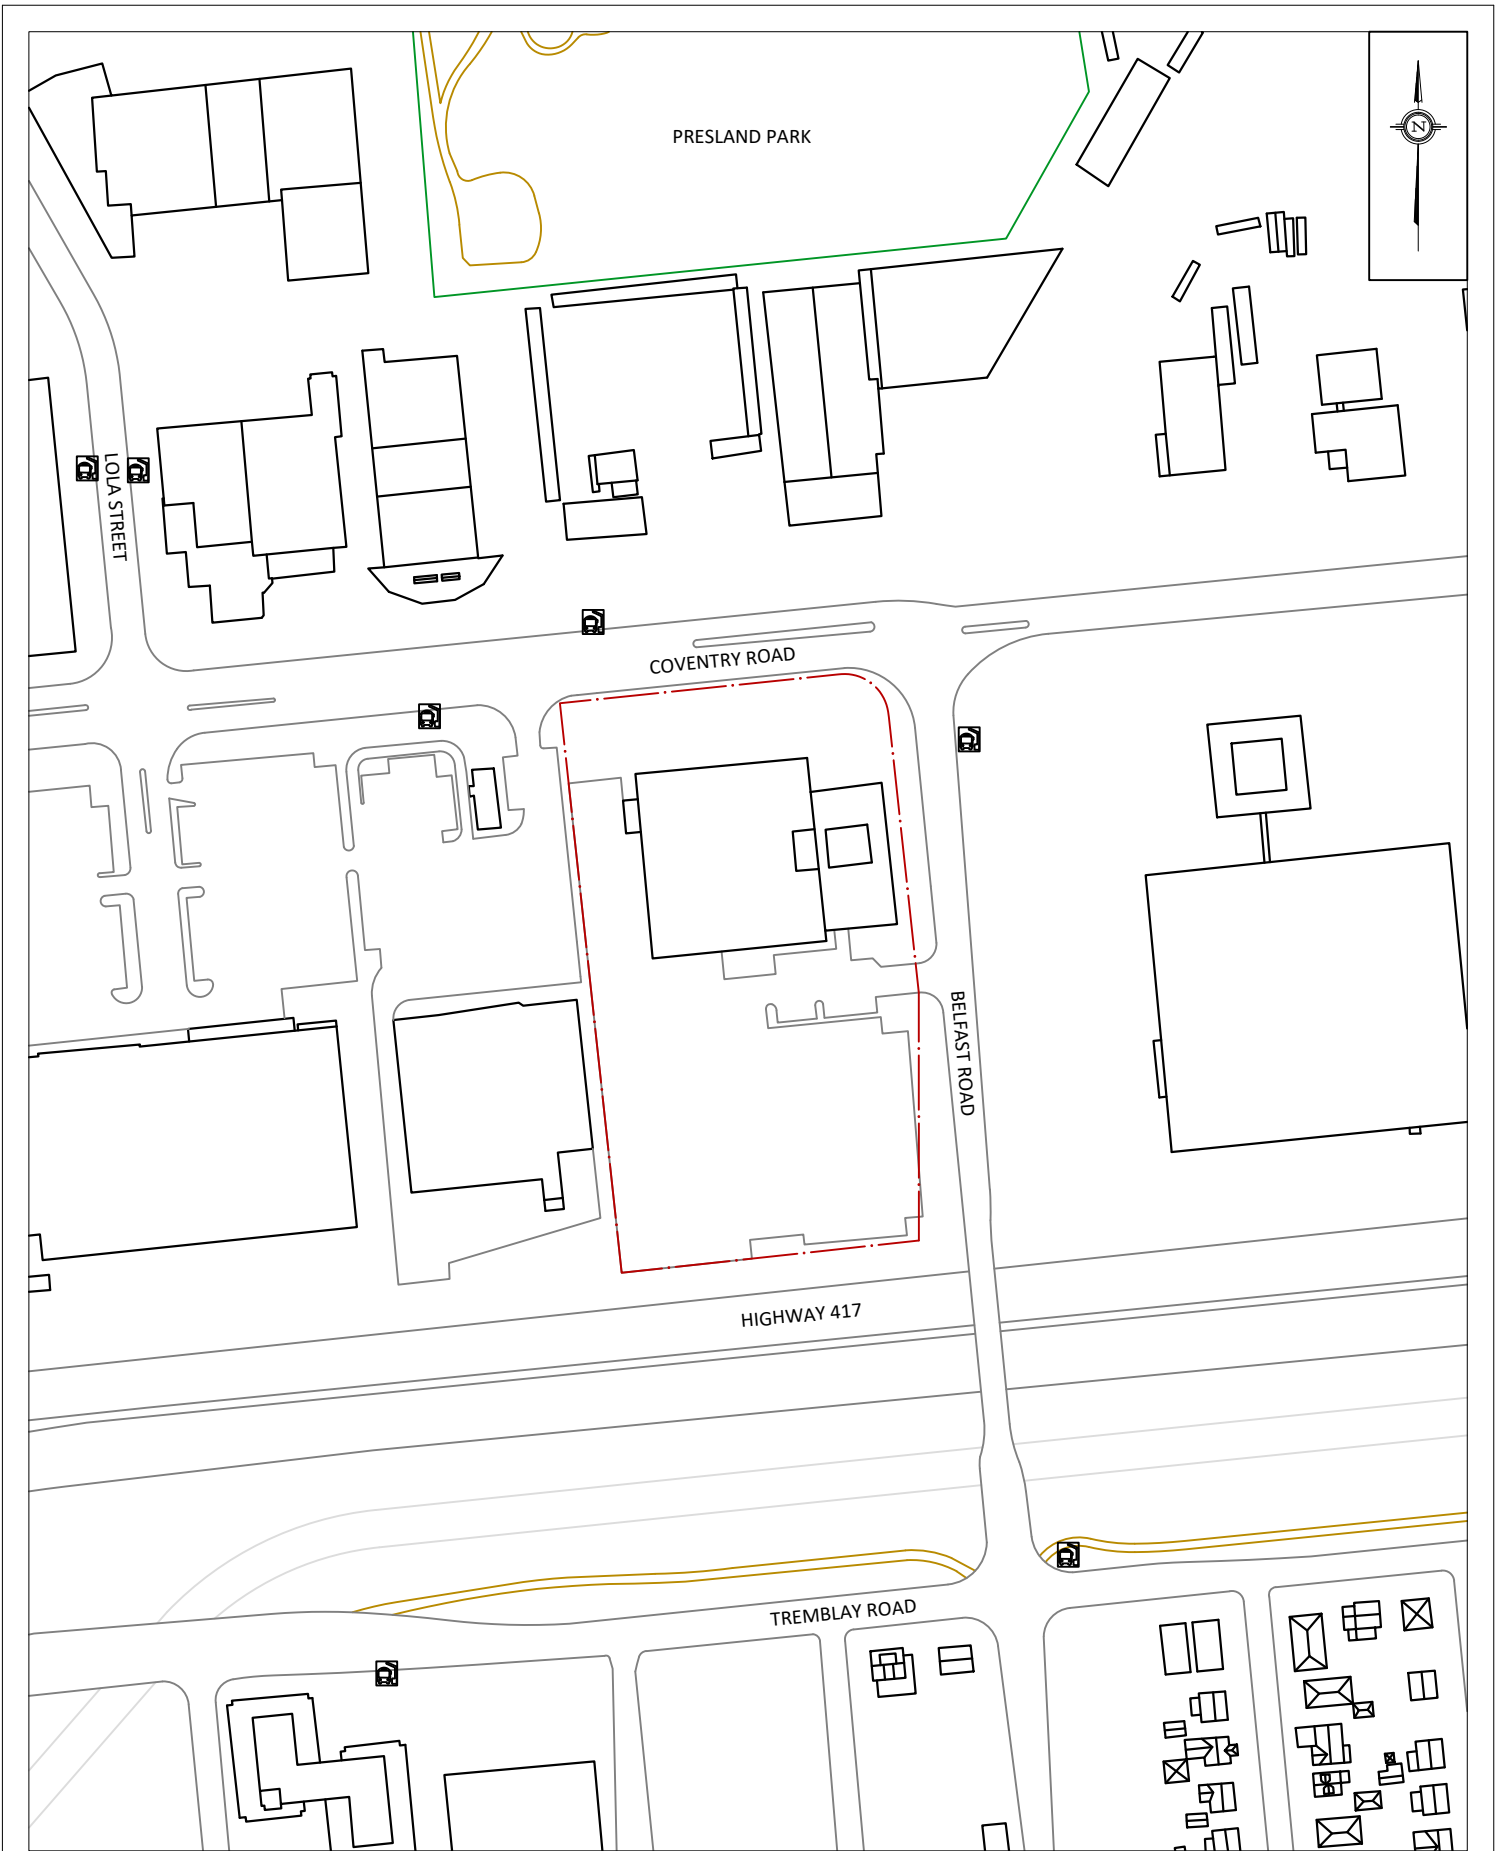 PRESLAND PARK
N
LOLA STREET
COVENTRY ROAD
BELFAST ROAD
HIGHWAY 417
TREMBLAY ROAD